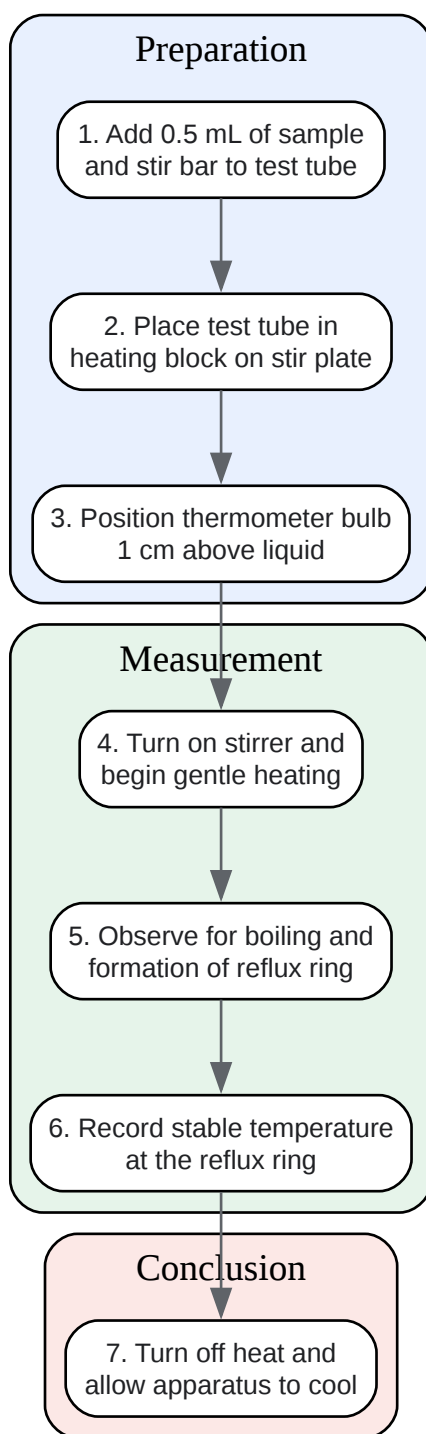 Preparation
1. Add 0.5 mL of sample
and stir bar to test tube
2. Place test tube in
heating block on stir plate
3. Position thermometer bulb
1 cm above liquid
Measurement
4. Turn on stirrer and
begin gentle heating
5. Observe for boiling and
formation of reflux ring
6. Record stable temperature
at the reflux ring
Conclusion
7. Turn off heat and
allow apparatus to cool